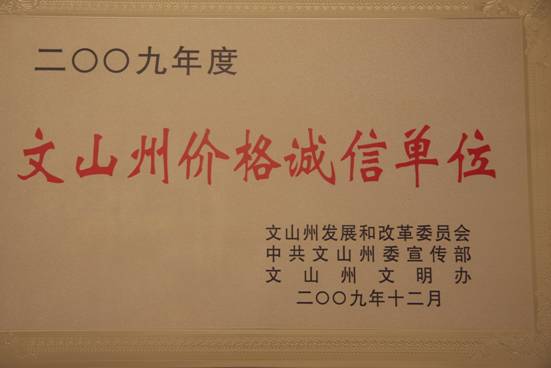 二〇〇九年度
文山州价格诚信单位
文山州发展和改革委员会
中共文山州委宣传部
文山州文明办
二〇〇九年十二月